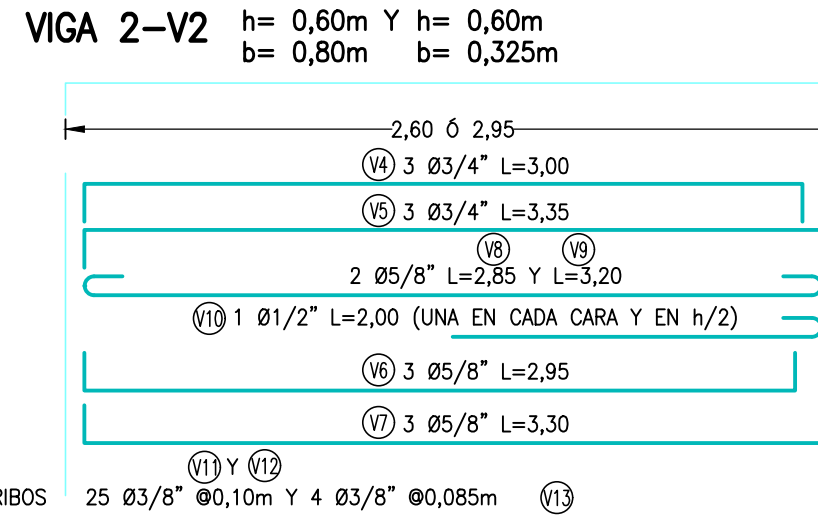 VIGA 2-V2 h= 0,60m Y h= 0,60m
b= 0,80m b= 0,325m
2,60 Ó 2,95
V4 3 Ø3/4" L=3,00
V5 3 Ø3/4" L=3,35
V8 V9
2 Ø5/8" L=2,85 Y L=3,20
V10 1 Ø1/2" L=2,00 (UNA EN CADA CARA Y EN h/2)
V6 3 Ø5/8" L=2,95
V7 3 Ø5/8" L=3,30
V11 Y V12
RIBOS 25 Ø3/8" @0,10m Y 4 Ø3/8" @0,085m V13